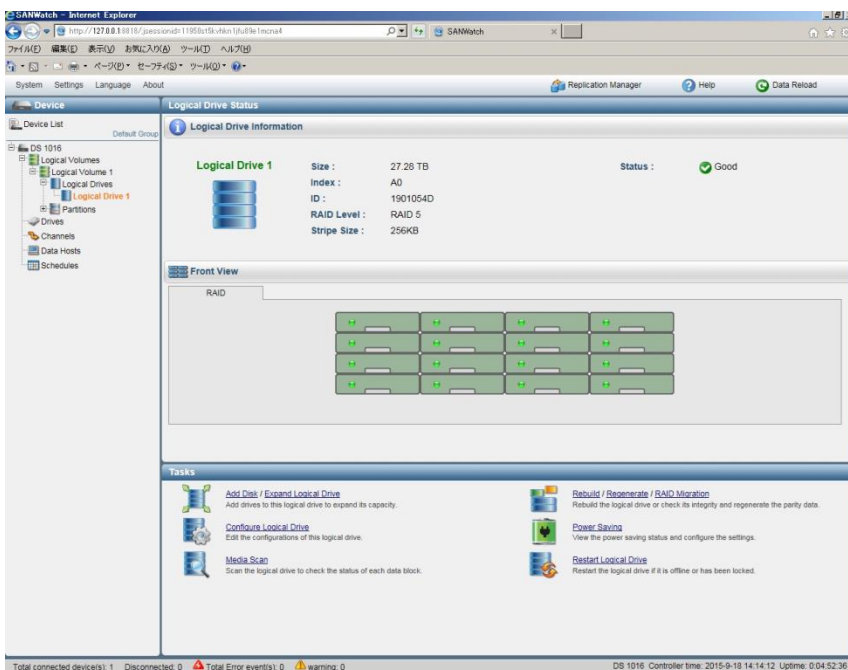 SANWatch - Internet Explorer
http://127.0.0.1:8818/;jsessionid=11958st5kvhkn1jfu89e1mcna4
SANWatch
ファイル(F) 編集(E) 表示(V) お気に入り(A) ツール(T) ヘルプ(H)
ページ(P) セーフティ(S) ツール(O)
System Settings Language About
Replication Manager Help Data Reload
Device
Device List
Default Group
DS 1016
Logical Volumes
Logical Volume 1
Logical Drives
Logical Drive 1
Partitions
Drives
Channels
Data Hosts
Schedules
Logical Drive Status
Logical Drive Information
Logical Drive 1
Size : 27.28 TB
Index : A0
ID : 1901054D
RAID Level : RAID 5
Stripe Size : 256KB
Status : Good
Front View
RAID
Tasks
Add Disk / Expand Logical Drive
Add drives to this logical drive to expand its capacity.
Configure Logical Drive
Edit the configurations of this logical drive.
Media Scan
Scan the logical drive to check the status of each data block.
Rebuild / Regenerate / RAID Migration
Rebuild the logical drive or check its integrity and regenerate the parity data.
Power Saving
View the power saving status and configure the settings.
Restart Logical Drive
Restart the logical drive if it is offline or has been locked.
Total connected device(s): 1 Disconnected: 0 Total Error event(s): 0 warning: 0
DS 1016 Controller time: 2015-9-18 14:14:12 Uptime: 0:04:52:36